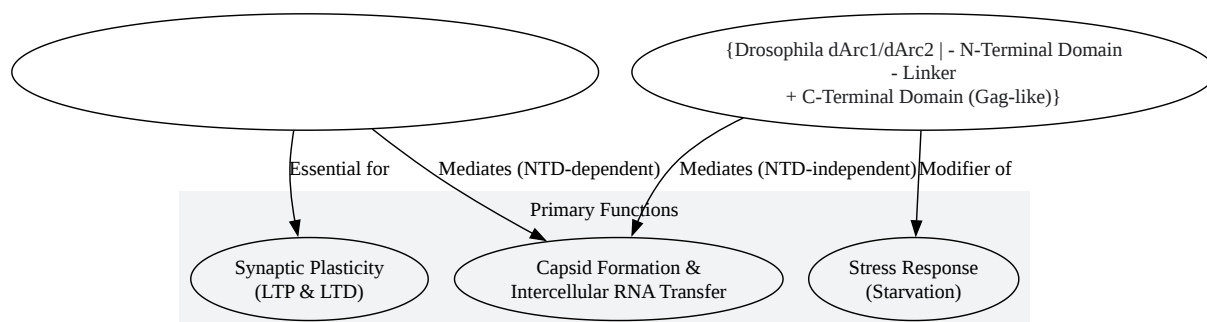 {Drosophila dArc1/dArc2 | - N-Terminal Domain
- Linker
+ C-Terminal Domain (Gag-like)}
Essential for
Mediates (NTD-dependent)
Mediates (NTD-independent)
Modifier of
Primary Functions
Synaptic Plasticity
(LTP & LTD)
Capsid Formation &
Intercellular RNA Transfer
Stress Response
(Starvation)